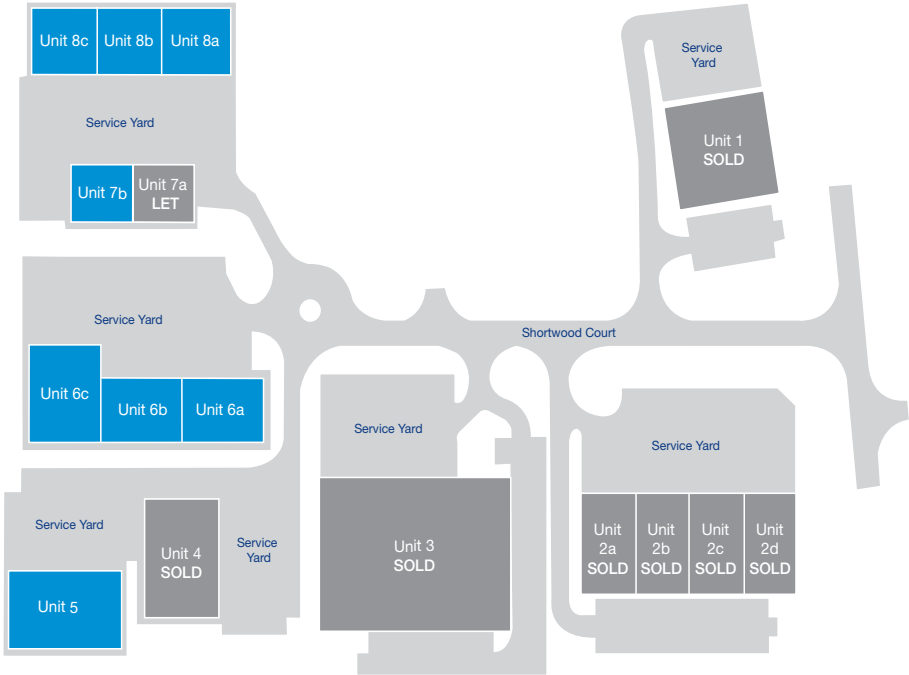 Unit 8c
Unit 8b
Unit 8a
Service Yard
Unit 7b
Unit 7a
LET
Service
Yard
Unit 1
SOLD
Service Yard
Shortwood Court
Unit 6c
Unit 6b
Unit 6a
Service Yard
Service Yard
Service Yard
Unit 4
SOLD
Service
Yard
Unit 3
SOLD
Unit
2a
SOLD
Unit
2b
SOLD
Unit
2c
SOLD
Unit
2d
SOLD
Unit 5